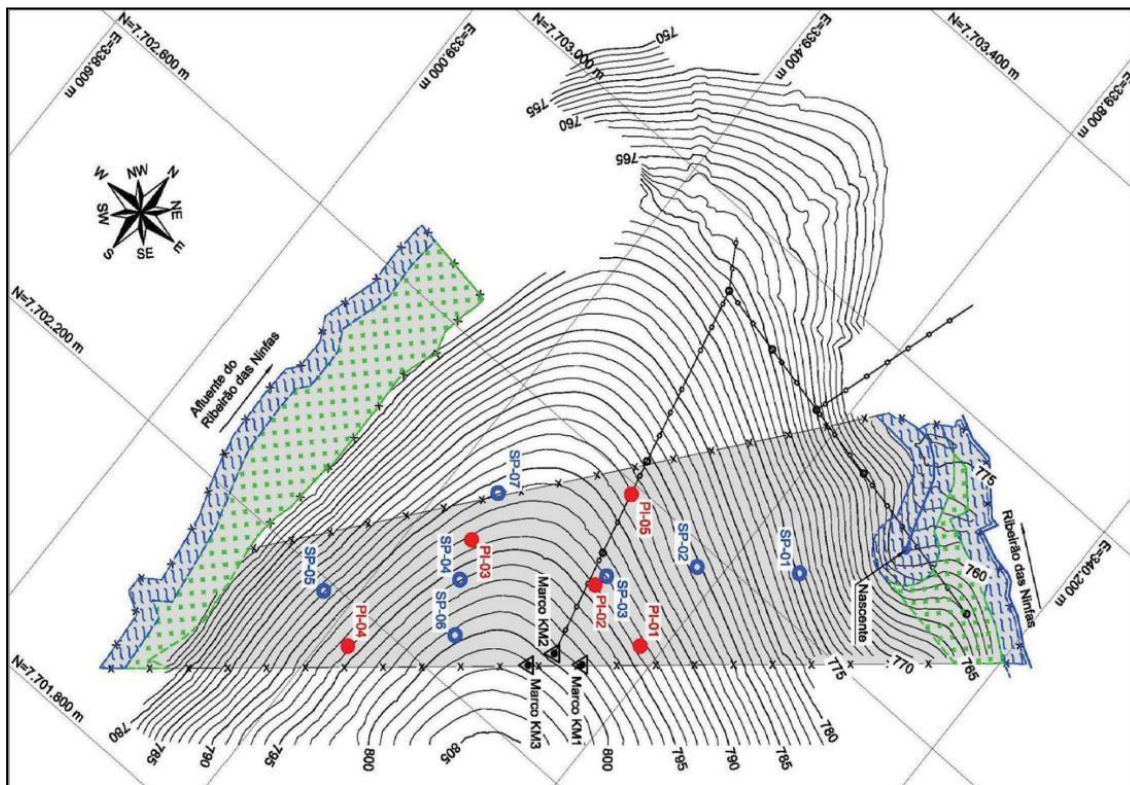 E=338.600 m
N=7.702.600 m
E=339.000 m
N=7.703.000 m
E=339.400 m
N=7.703.400 m
E=339.800 m
750
755
760
765
W
NW
N
SW
NE
S
SE
E
N=7.702.200 m
Afluente do
Ribeirão das Ninfas
SP-07
PI-05
SP-02
SP-01
775
Ribeirão das Ninfas
E=340.200 m
760
SP-05
SP-04
PI-03
SP-03
PI-02
Nascente
PI-04
SP-06
Marco KM2
PI-01
N=7.701.800 m
Marco KM3
Marco KM1
775
770
765
780
785
790
795
800
805
800
795
790
785
780